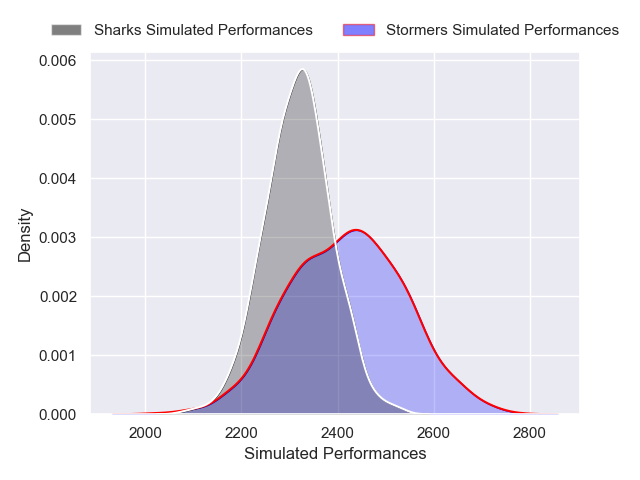 Sharks Simulated Performances Stormers Simulated Performances
0.006
0.005
0.004
0.003
0.002
0.001
0.000
Density
2000 2200 2400 2600 2800
Simulated Performances